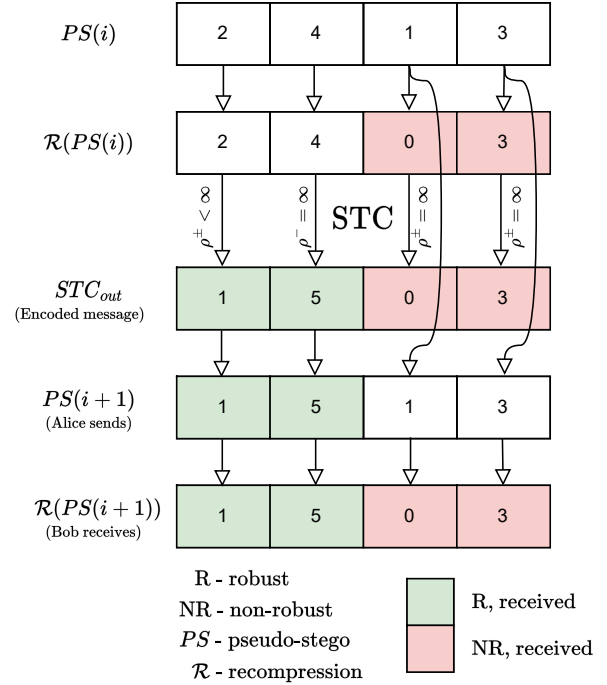 PS(i) 2 4 1 3
R(PS(i)) 2 4 0 3
ρ± < ∞ ρ− = ∞ STC ρ± = ∞ ρ± = ∞
STCout 1 5 0 3
(Encoded message)
PS(i + 1) 1 5 1 3
(Alice sends)
R(PS(i + 1)) 1 5 0 3
(Bob receives)
R - robust
NR - non-robust
PS - pseudo-stego
R - recompression
R, received
NR, received